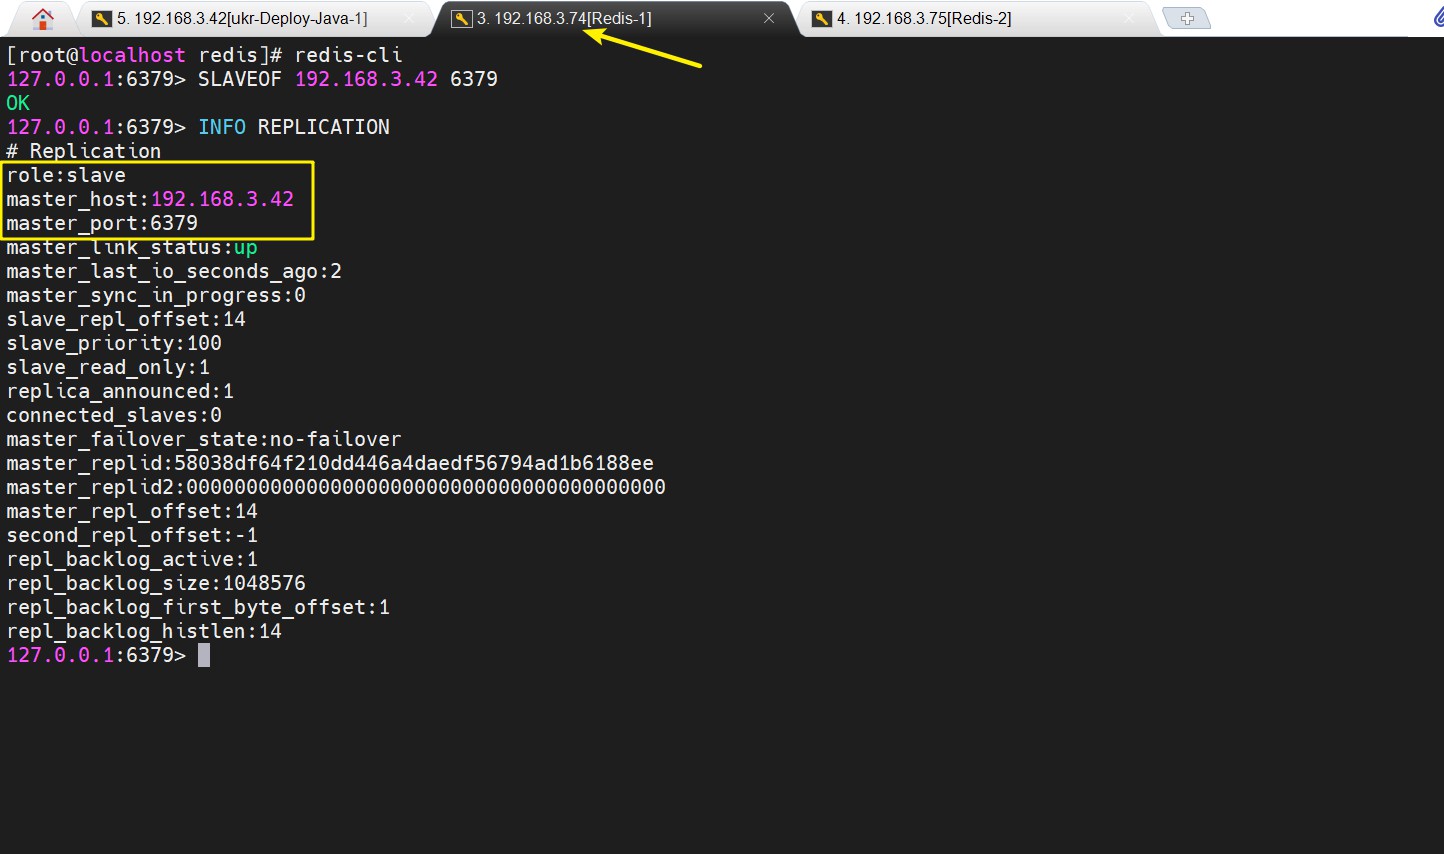 5. 192.168.3.42[ukr-Deploy-Java-1]
3. 192.168.3.74[Redis-1]
4. 192.168.3.75[Redis-2]
[root@localhost redis]# redis-cli
127.0.0.1:6379> SLAVEOF 192.168.3.42 6379
OK
127.0.0.1:6379> INFO REPLICATION
# Replication
role:slave
master_host:192.168.3.42
master_port:6379
master_link_status:up
master_last_io_seconds_ago:2
master_sync_in_progress:0
slave_repl_offset:14
slave_priority:100
slave_read_only:1
replica_announced:1
connected_slaves:0
master_failover_state:no-failover
master_replid:58038df64f210dd446a4daedf56794ad1b6188ee
master_replid2:0000000000000000000000000000000000000000
master_repl_offset:14
second_repl_offset:-1
repl_backlog_active:1
repl_backlog_size:1048576
repl_backlog_first_byte_offset:1
repl_backlog_histlen:14
127.0.0.1:6379>